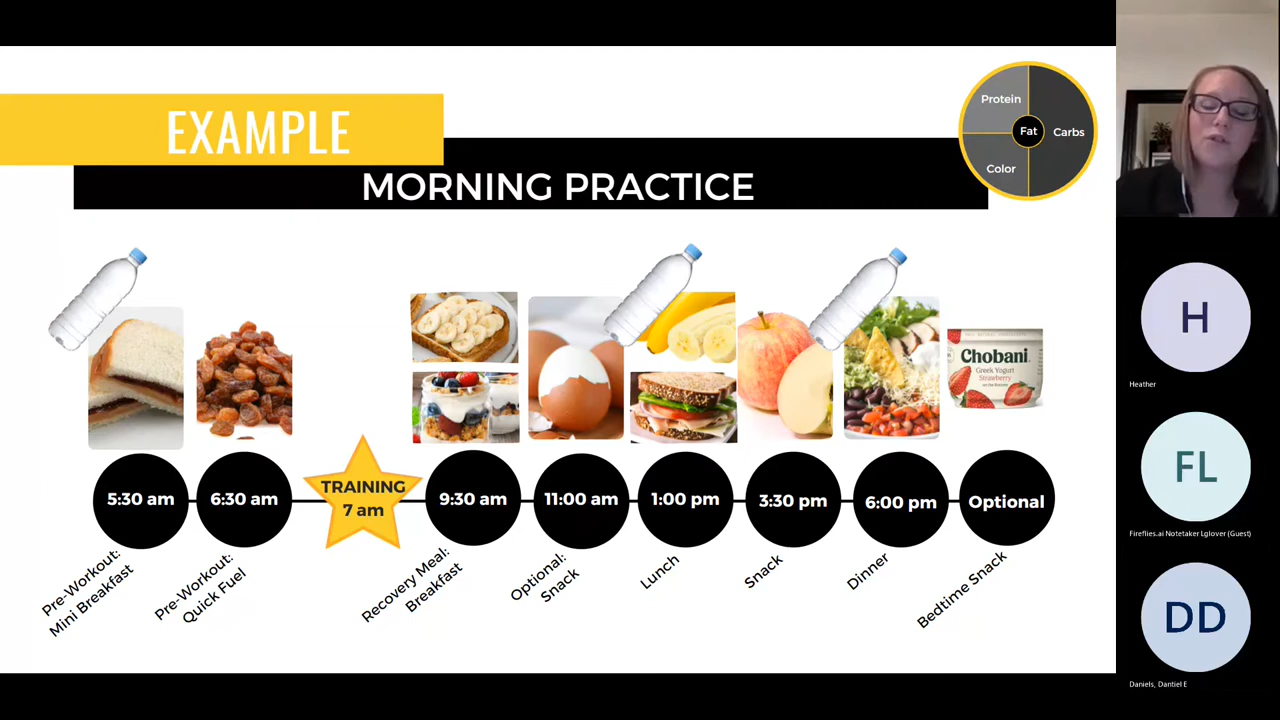 EXAMPLE
MORNING PRACTICE
Protein
Fat
Carbs
Color
Chobani
Greek Yogurt
Strawberry
5:30 am
6:30 am
TRAINING
7 am
9:30 am
11:00 am
1:00 pm
3:30 pm
6:00 pm
Optional
Pre-Workout:
Mini Breakfast
Pre-Workout:
Quick Fuel
Recovery Meal:
Breakfast
Optional:
Snack
Lunch
Snack
Dinner
Bedtime Snack
H
Heather
FL
Fireflies.ai Notetaker Lglover (Guest)
DD
Daniels, Dantiel E